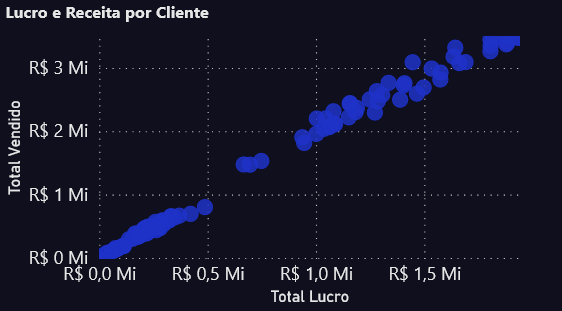 Lucro e Receita por Cliente
Total Vendido
R$ 3 Mi
R$ 2 Mi
R$ 1 Mi
R$ 0 Mi
R$ 0,0 Mi R$ 0,5 Mi R$ 1,0 Mi R$ 1,5 Mi
Total Lucro